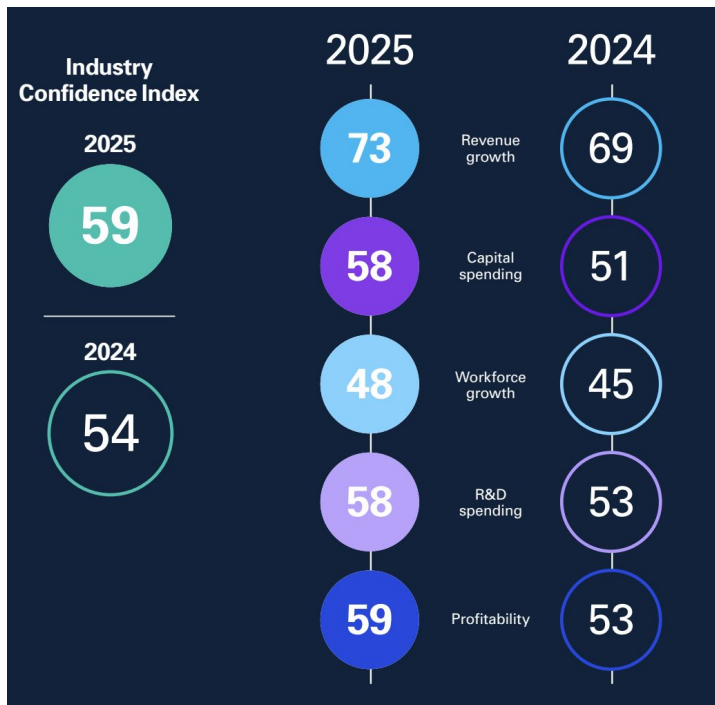 Industry
Confidence Index
2025
59
2024
54
2025 2024
73 Revenue growth 69
58 Capital spending 51
48 Workforce growth 45
58 R&D spending 53
59 Profitability 53